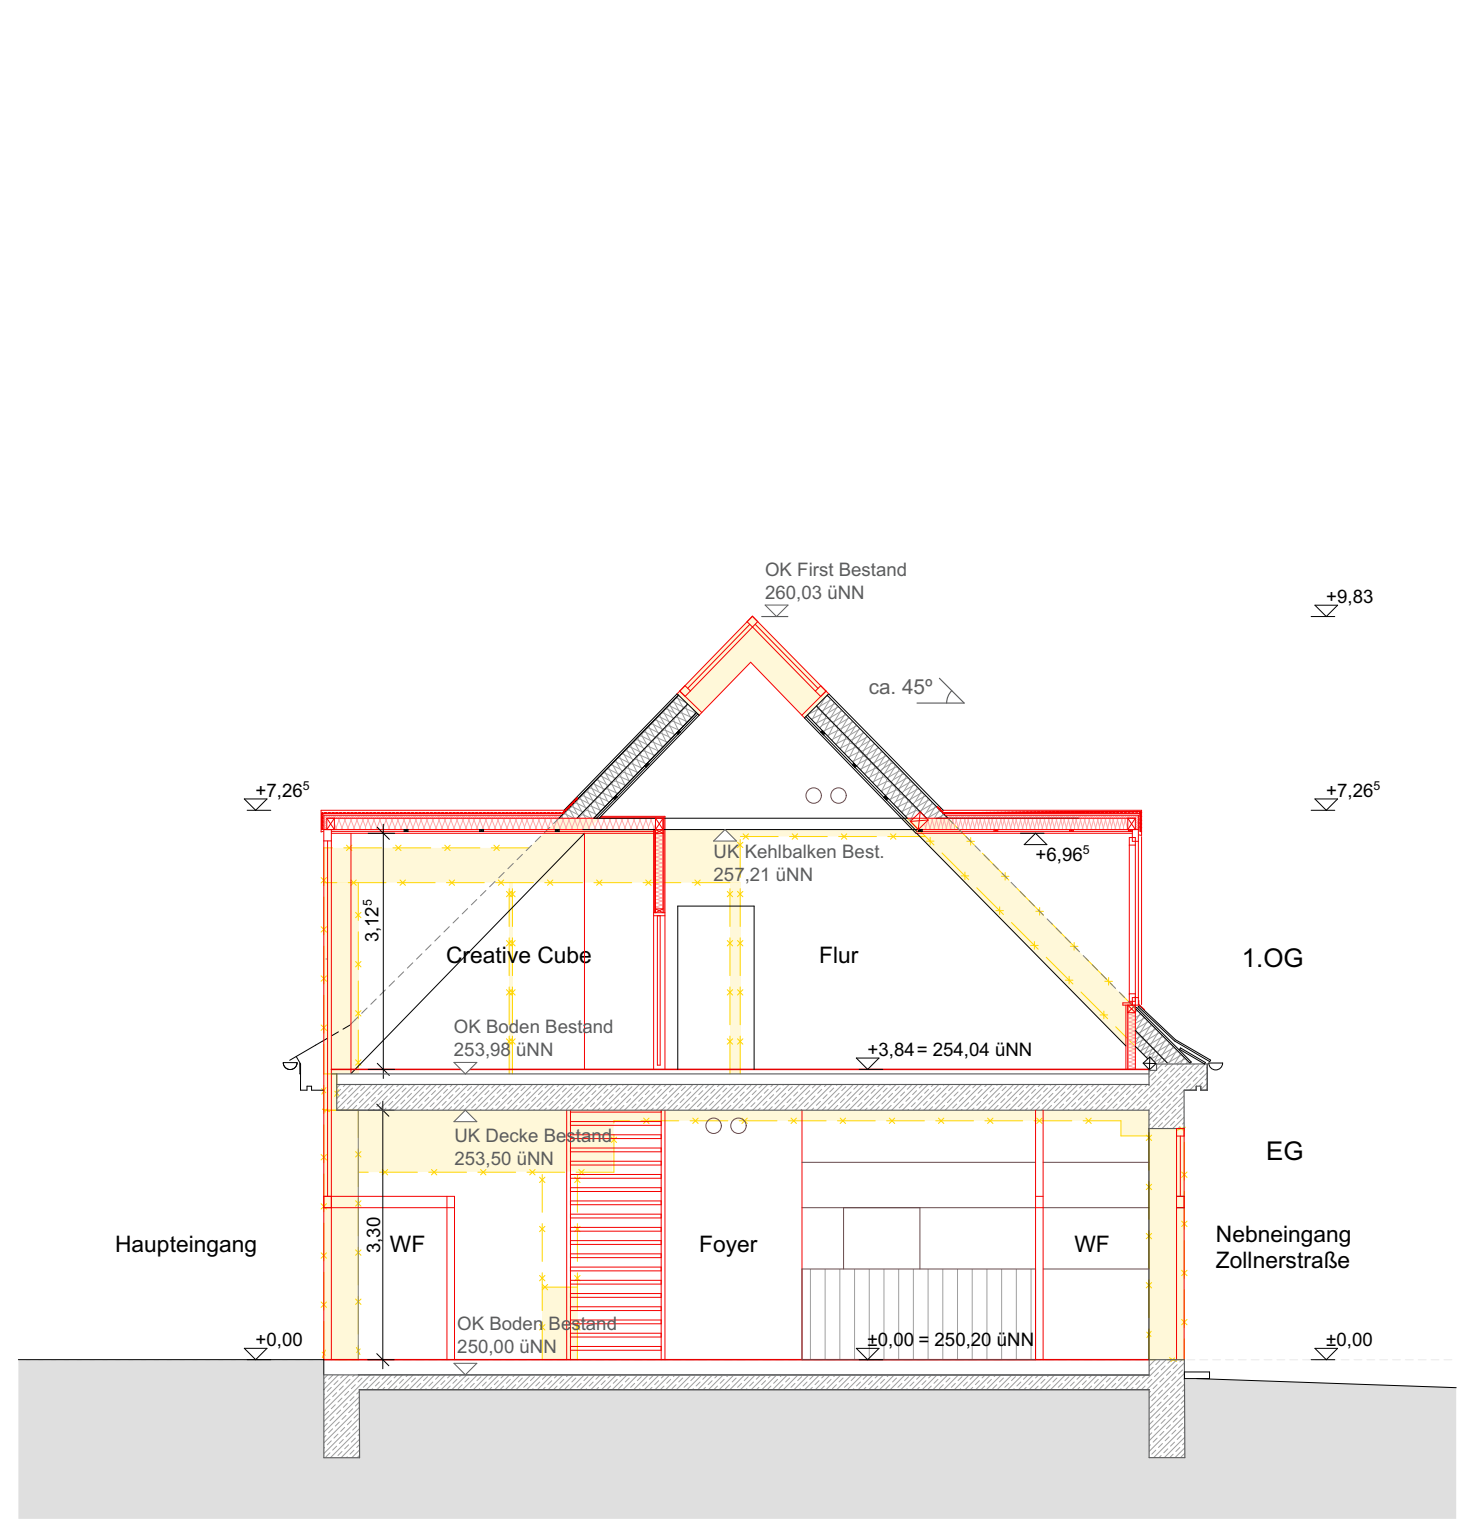 OK First Bestand
260,03 üNN
+9,83
ca. 45º
+7,26⁵
+7,26⁵
UK Kehlbalken Best.
257,21 üNN
+6,96⁵
3,12⁵
Creative Cube
Flur
1.OG
OK Boden Bestand
253,98 üNN
+3,84 = 254,04 üNN
UK Decke Bestand
253,50 üNN
EG
3,30
Haupteingang
WF
Foyer
WF
Nebneingang
Zollnerstraße
OK Boden Bestand
250,00 üNN
+0,00
±0,00 = 250,20 üNN
±0,00